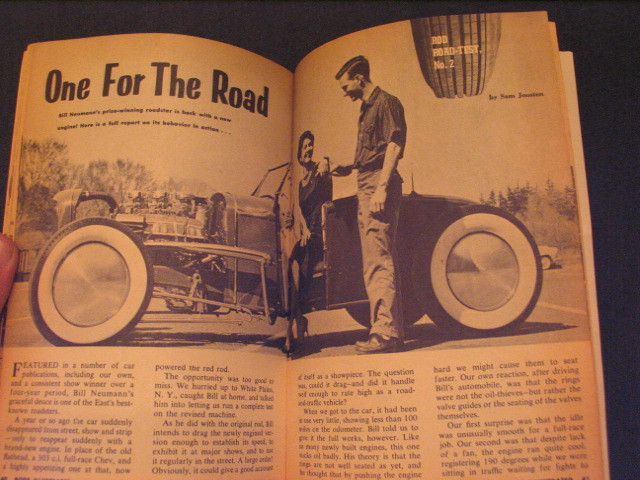 One For The Road
Bill Neumann's prize-winning roadster is back with a new
engine! Here is a full report on its behavior in action . . .
ROD
ROAD-TEST,
No. 2
by Sam Jonston
FEATURED in a number of car
publications, including our own,
and a consistent show winner over a
four-year period, Bill Neumann's
graceful deuce is one of the East's best-
known roadsters.
A year or so ago the car suddenly
disappeared from street, show and strip
—only to reappear suddenly with a
brand-new engine. In place of the old
flathead, a 303 c.i. full-race Chev, and
a highly appetizing one at that, now
powered the red rod.
The opportunity was too good to
miss. We hurried up to White Plains,
N. Y., caught Bill at home, and talked
him into letting us run a complete test
on the revised machine.
As he did with the original rod, Bill
intends to drag the newly engined ver-
sion enough to establish its speed, to
exhibit it at major shows, and to use
it regularly in the street. A large order!
Obviously, it could give a good account
of itself as a showpiece. The question
was, could it drag—and did it handle
well enough to rate high as a road-
and-traffic vehicle?
When we got to the car, it had been
in use very little, showing less than 100
miles on the odometer. Bill told us to
give it the full works, however. Like
so many newly built engines, this one
sucks oil badly. His theory is that the
rings are not well seated as yet, and
he thought that by pushing the engine
hard we might cause them to seat
faster. Our own reaction, after driving
Bill's automobile, was that the rings
were not the oil-thieves—but rather the
valve guides or the seating of the valves
themselves.
Our first surprise was that the idle
was unusually smooth for a full-race
job. Our second was that despite lack
of a fan, the engine ran quite cool,
registering 190 degrees while we were
sitting in traffic waiting for lights to